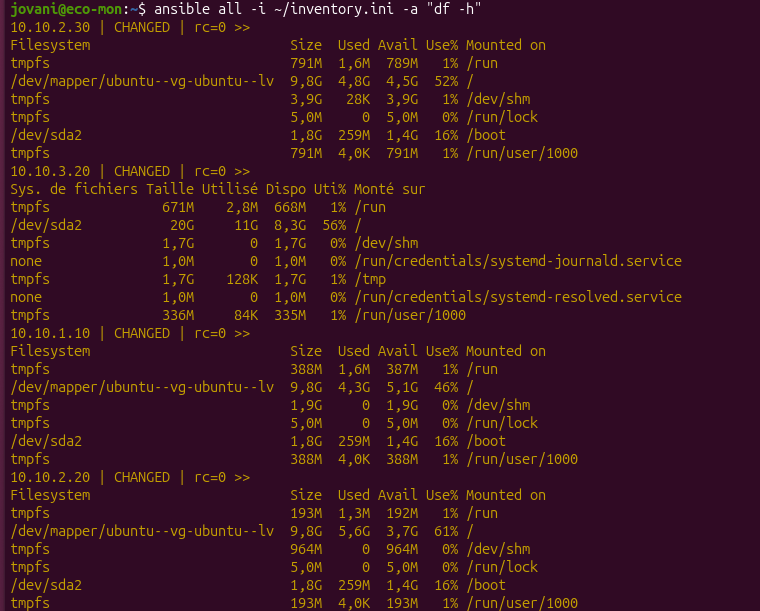 jovani@eco-mon:~$ ansible all -i ~/inventory.ini -a "df -h"
10.10.2.30 | CHANGED | rc=0 >>
Filesystem                         Size  Used Avail Use% Mounted on
tmpfs                              791M  1,6M  789M   1% /run
/dev/mapper/ubuntu--vg-ubuntu--lv  9,8G  4,8G  4,5G  52% /
tmpfs                              3,9G   28K  3,9G   1% /dev/shm
tmpfs                              5,0M     0  5,0M   0% /run/lock
/dev/sda2                          1,8G  259M  1,4G  16% /boot
tmpfs                              791M  4,0K  791M   1% /run/user/1000
10.10.3.20 | CHANGED | rc=0 >>
Sys. de fichiers Taille Utilisé Dispo Uti% Monté sur
tmpfs              671M    2,8M  668M   1% /run
/dev/sda2           20G     11G  8,3G  56% /
tmpfs              1,7G       0  1,7G   0% /dev/shm
none               1,0M       0  1,0M   0% /run/credentials/systemd-journald.service
tmpfs              1,7G    128K  1,7G   1% /tmp
none               1,0M       0  1,0M   0% /run/credentials/systemd-resolved.service
tmpfs              336M     84K  335M   1% /run/user/1000
10.10.1.10 | CHANGED | rc=0 >>
Filesystem                         Size  Used Avail Use% Mounted on
tmpfs                              388M  1,6M  387M   1% /run
/dev/mapper/ubuntu--vg-ubuntu--lv  9,8G  4,3G  5,1G  46% /
tmpfs                              1,9G     0  1,9G   0% /dev/shm
tmpfs                              5,0M     0  5,0M   0% /run/lock
/dev/sda2                          1,8G  259M  1,4G  16% /boot
tmpfs                              388M  4,0K  388M   1% /run/user/1000
10.10.2.20 | CHANGED | rc=0 >>
Filesystem                         Size  Used Avail Use% Mounted on
tmpfs                              193M  1,3M  192M   1% /run
/dev/mapper/ubuntu--vg-ubuntu--lv  9,8G  5,6G  3,7G  61% /
tmpfs                              964M     0  964M   0% /dev/shm
tmpfs                              5,0M     0  5,0M   0% /run/lock
/dev/sda2                          1,8G  259M  1,4G  16% /boot
tmpfs                              193M  4,0K  193M   1% /run/user/1000